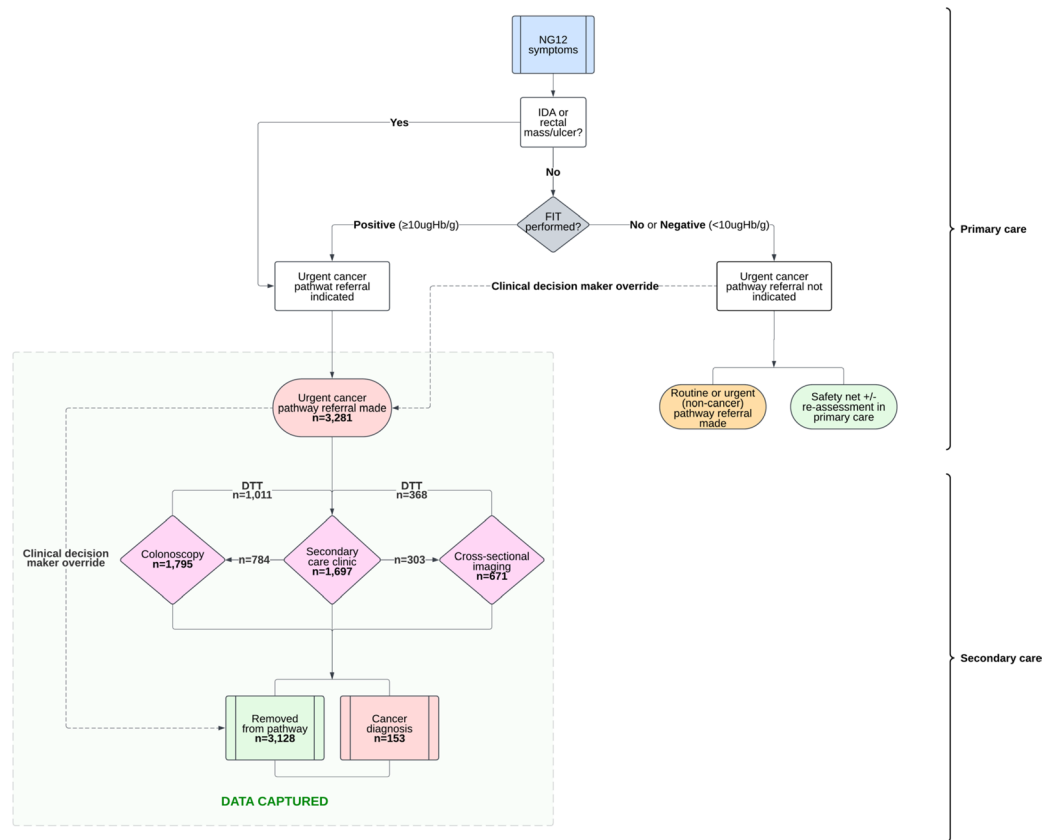 NG12
symptoms
IDA or
rectal
mass/ulcer?
Yes
No
FIT
performed?
Positive (≥10ugHb/g)
No or Negative (<10ugHb/g)
Primary care
Urgent cancer
pathwat referral
indicated
Clinical decision maker override
Urgent cancer
pathway referral not
indicated
Urgent cancer
pathway referral made
n=3,281
Routine or urgent
(non-cancer)
pathway referral
made
Safety net +/-
re-assessment in
primary care
DTT
n=1,011
DTT
n=368
Clinical decision
maker override
Colonoscopy
n=1,795
n=784
Secondary
care clinic
n=1,697
n=303
Cross-sectional
imaging
n=671
Secondary care
Removed
from pathway
n=3,128
Cancer
diagnosis
n=153
DATA CAPTURED